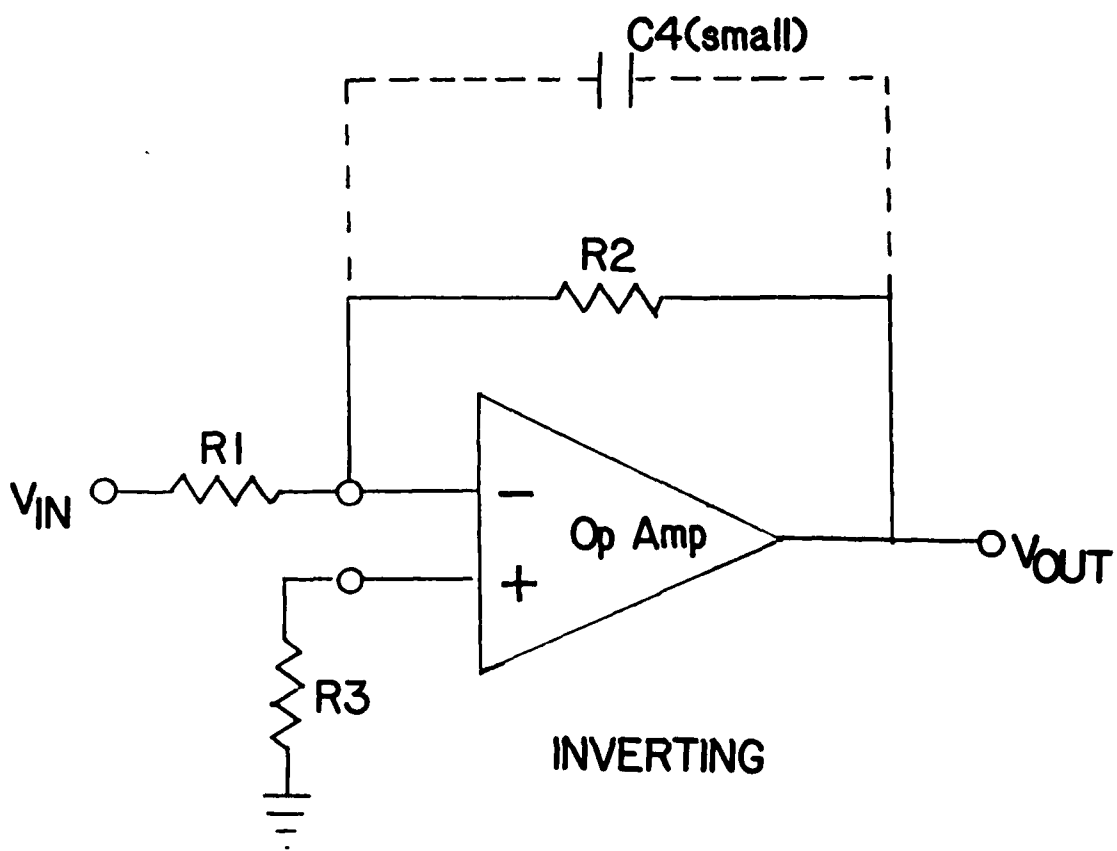 C4(small)
R2
R1
VIN
−
Op Amp
+
VOUT
R3
INVERTING